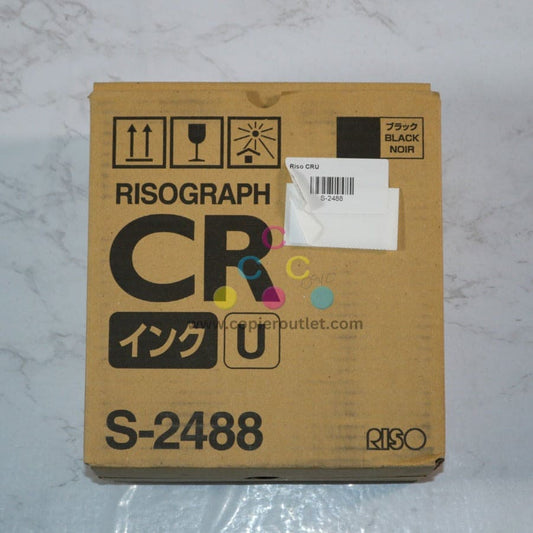 ブラック
BLACK
NOIR
Riso CRU
S-2488
RISOGRAPH
CR
C
C C
www.copieroutlet.com
インク U
S-2488
RISO